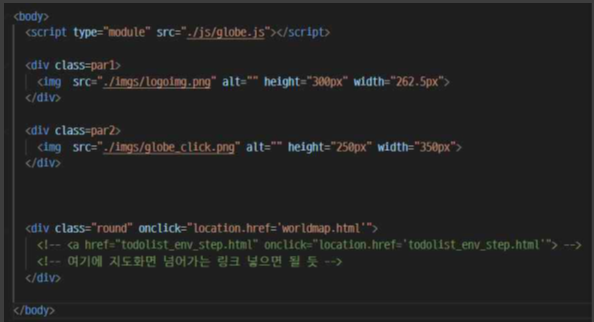 <body>
<script type="module" src="./js/globe.js"></script>
<div class=par1>
<img  src="./imgs/logoimg.png" alt="" height="300px" width="262.5px">
</div>
<div class=par2>
<img  src="./imgs/globe_click.png" alt="" height="250px" width="350px">
</div>
<div class="round" onclick="location.href='worldmap.html'">
<!-- <a href="todolist_env_step.html" onclick="location.href='todolist_env_step.html'"> -->
<!-- 여기에 지도화면 넘어가는 링크 넣으면 될 듯 -->
</div>
</body>